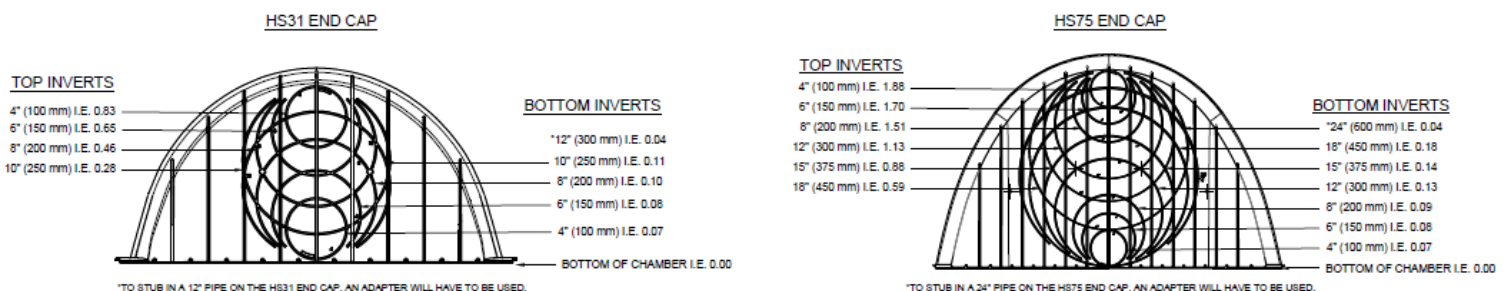 HS31 END CAP
TOP INVERTS
4" (100 mm) I.E. 0.83
6" (150 mm) I.E. 0.65
8" (200 mm) I.E. 0.46
10" (250 mm) I.E. 0.28
BOTTOM INVERTS
*12" (300 mm) I.E. 0.04
10" (250 mm) I.E. 0.11
8" (200 mm) I.E. 0.10
6" (150 mm) I.E. 0.08
4" (100 mm) I.E. 0.07
BOTTOM OF CHAMBER I.E. 0.00
*TO STUB IN A 12" PIPE ON THE HS31 END CAP, AN ADAPTER WILL HAVE TO BE USED.
HS75 END CAP
TOP INVERTS
4" (100 mm) I.E. 1.88
6" (150 mm) I.E. 1.70
8" (200 mm) I.E. 1.51
12" (300 mm) I.E. 1.13
15" (375 mm) I.E. 0.88
18" (450 mm) I.E. 0.59
BOTTOM INVERTS
*24" (600 mm) I.E. 0.04
18" (450 mm) I.E. 0.18
15" (375 mm) I.E. 0.14
12" (300 mm) I.E. 0.13
8" (200 mm) I.E. 0.09
6" (150 mm) I.E. 0.08
4" (100 mm) I.E. 0.07
BOTTOM OF CHAMBER I.E. 0.00
*TO STUB IN A 24" PIPE ON THE HS75 END CAP, AN ADAPTER WILL HAVE TO BE USED.